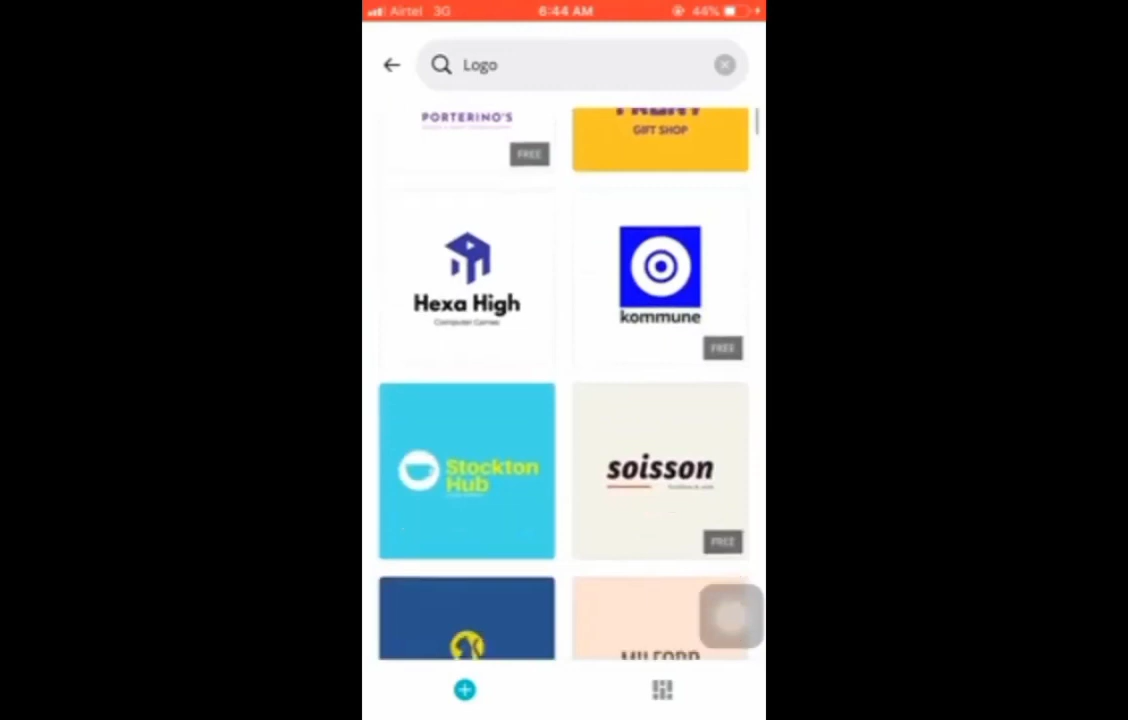 Airtel 3G 6:44 AM 44%
Logo
PORTERINO'S
FREE
GIFT SHOP
Hexa High
Computer Games
kommune
FREE
Stockton
Hub
soisson
FREE
MILFORD